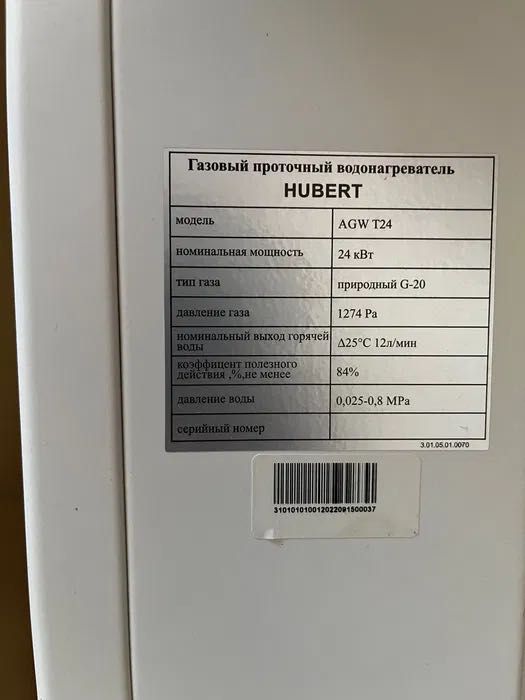 Газовый проточный водонагреватель
HUBERT
модель AGW T24
номинальная мощность 24 кВт
тип газа природный G-20
давление газа 1274 Pa
номинальный выход горячей
воды Δ25°C 12л/мин
коэффицент полезного
действия ,%,не менее 84%
давление воды 0,025-0,8 MPa
серийный номер
3.01.05.01.0070
310101010012022091500037